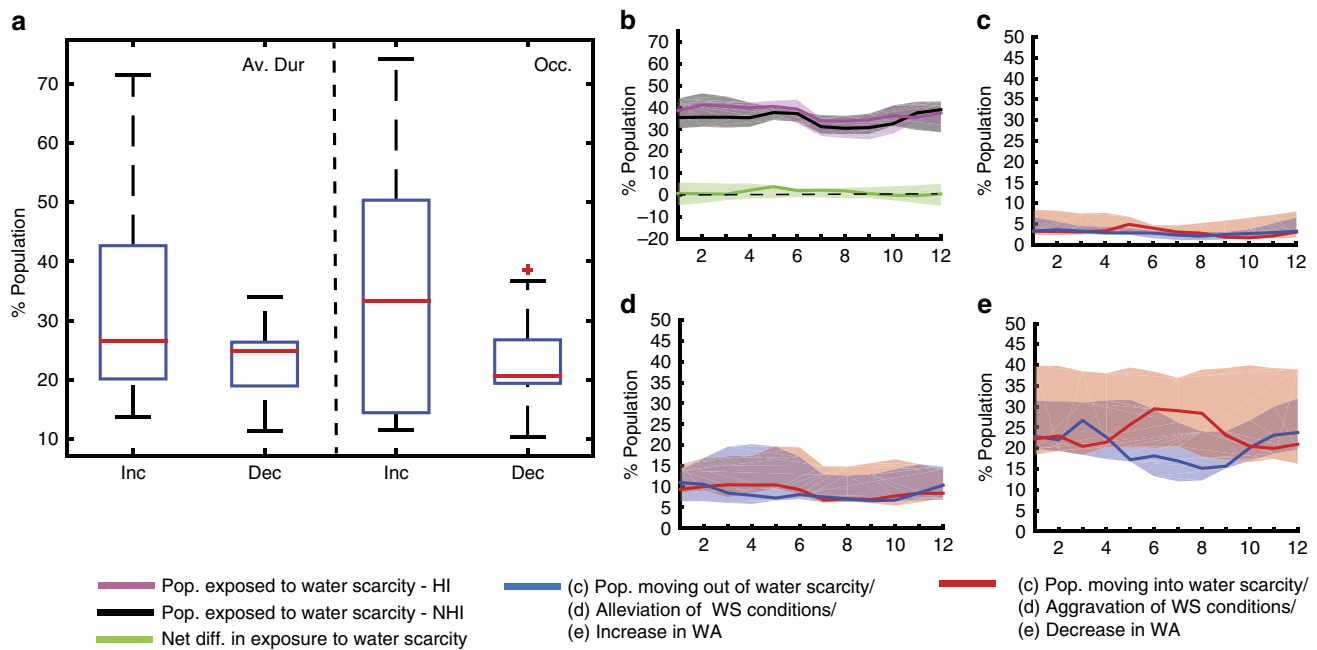 a
% Population
70
60
50
40
30
20
10
Av. Dur
Occ.
Inc
Dec
Inc
Dec
b
% Population
70
60
50
40
30
20
10
0
−10
−20
2
4
6
8
10
12
c
% Population
50
45
40
35
30
25
20
15
10
5
0
2
4
6
8
10
12
d
% Population
50
45
40
35
30
25
20
15
10
5
0
2
4
6
8
10
12
e
% Population
50
45
40
35
30
25
20
15
10
5
0
2
4
6
8
10
12
Pop. exposed to water scarcity - HI
Pop. exposed to water scarcity - NHI
Net diff. in exposure to water scarcity
(c) Pop. moving out of water scarcity/
(d) Alleviation of WS conditions/
(e) Increase in WA
(c) Pop. moving into water scarcity/
(d) Aggravation of WS conditions/
(e) Decrease in WA